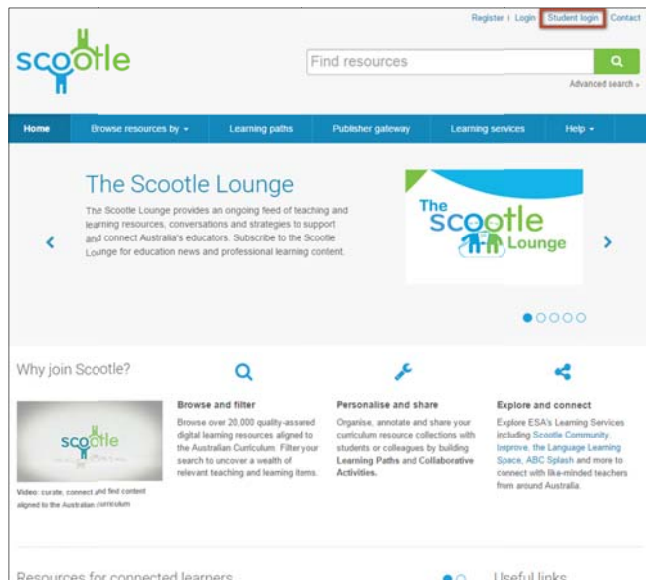 Register | Login Student login Contact
scootle
Find resources
Advanced search »
Home Browse resources by Learning paths Publisher gateway Learning services Help
The Scootle Lounge
The Scootle Lounge provides an ongoing feed of teaching and
learning resources, conversations and strategies to support
and connect Australia's educators. Subscribe to the Scootle
Lounge for education news and professional learning content.
The
scootle
Lounge
Why join Scootle?
scootle
Video: curate, connect and find content
aligned to the Australian curriculum
Browse and filter
Browse over 20,000 quality-assured
digital learning resources aligned to
the Australian Curriculum. Filter your
search to uncover a wealth of
relevant teaching and learning items.
Personalise and share
Organise, annotate and share your
curriculum resource collections with
students or colleagues by building
Learning Paths and Collaborative
Activities.
Explore and connect
Explore ESA's Learning Services
including Scootle Community,
Improve, the Language Learning
Space, ABC Splash and more to
connect with like-minded teachers
from around Australia.
Resources for connected learners
Useful links